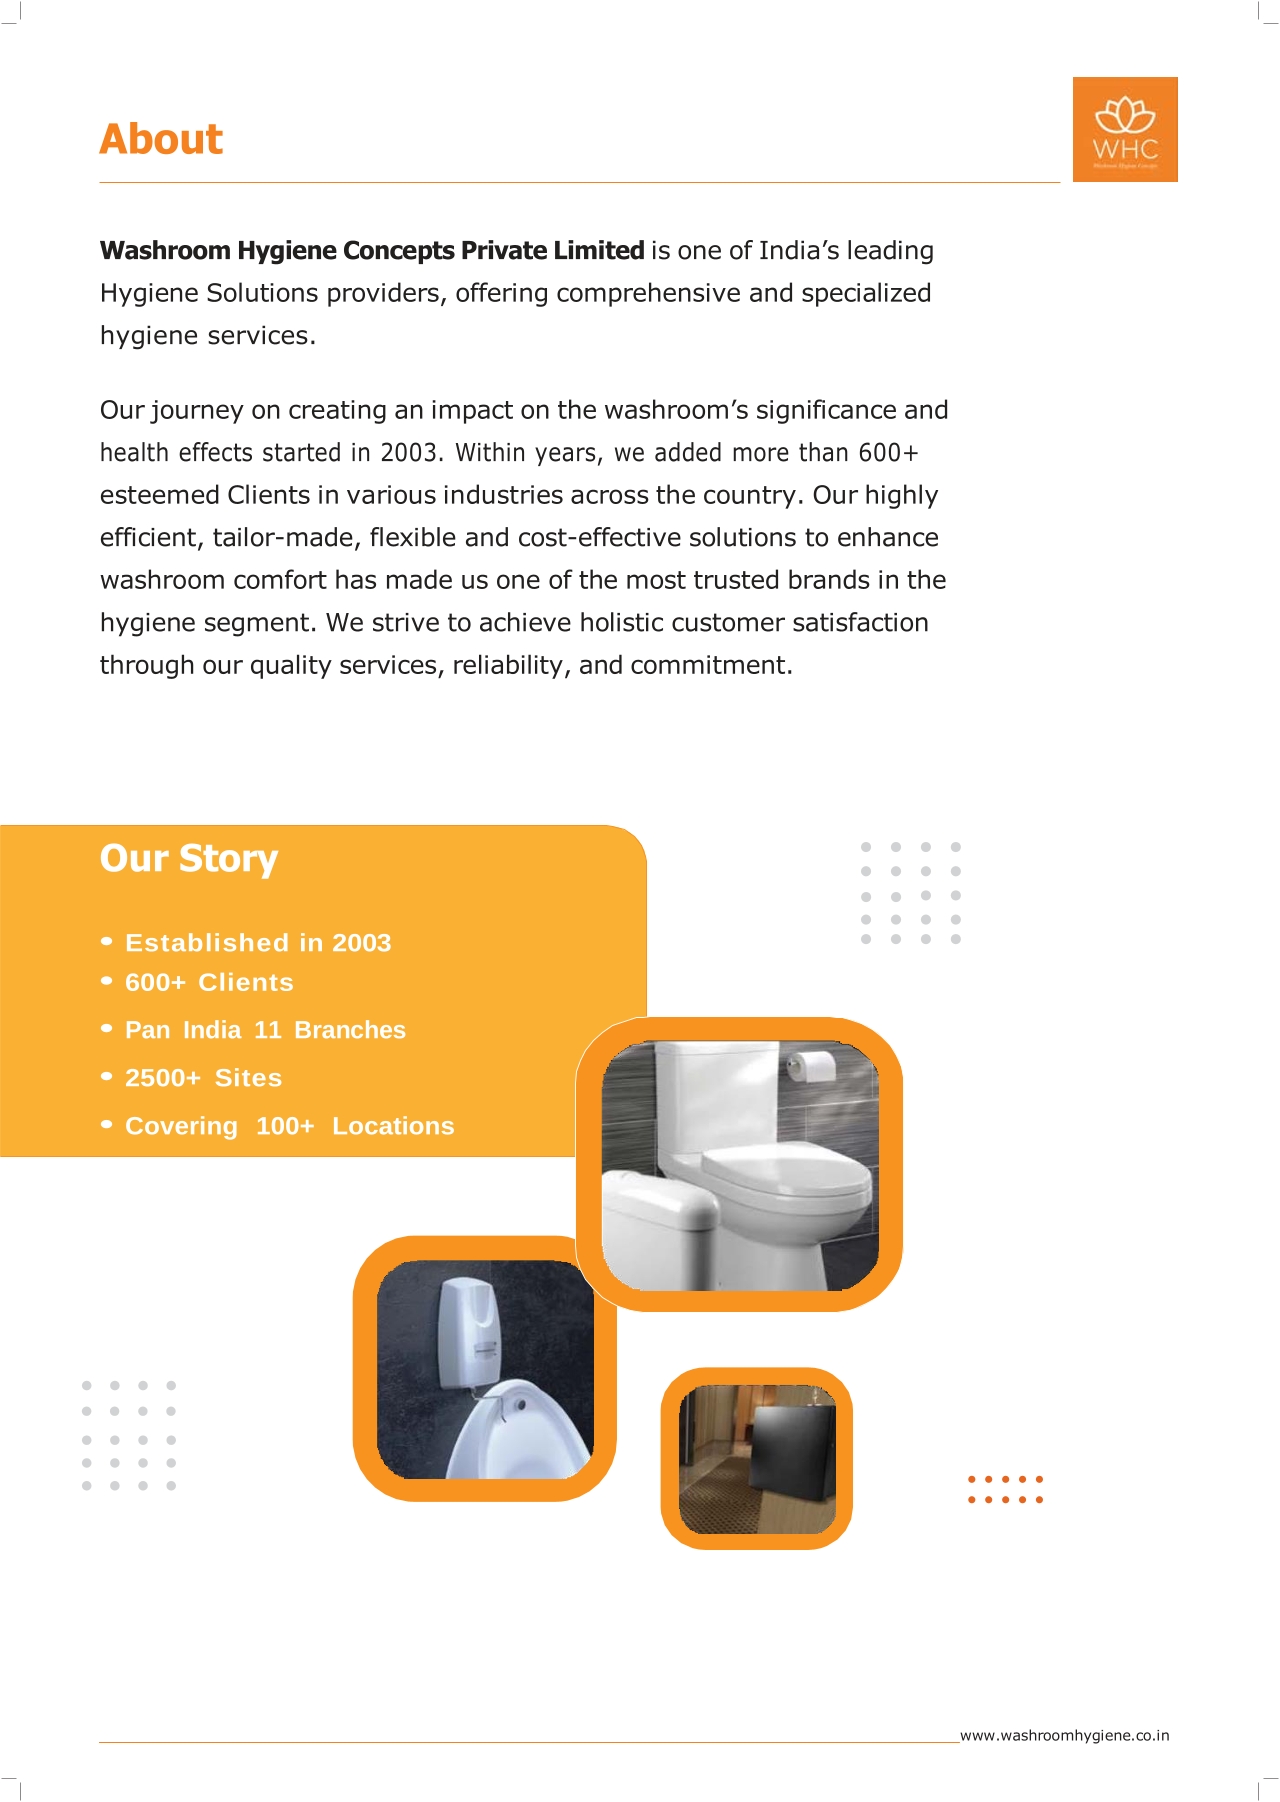 About
WHC
Washroom Hygiene Concepts
Washroom Hygiene Concepts Private Limited is one of India’s leading
Hygiene Solutions providers, offering comprehensive and specialized
hygiene services.
Our journey on creating an impact on the washroom’s significance and
health effects started in 2003. Within years, we added more than 600+
esteemed Clients in various industries across the country. Our highly
efficient, tailor-made, flexible and cost-effective solutions to enhance
washroom comfort has made us one of the most trusted brands in the
hygiene segment. We strive to achieve holistic customer satisfaction
through our quality services, reliability, and commitment.
Our Story
• Established in 2003
• 600+ Clients
• Pan India 11 Branches
• 2500+ Sites
• Covering 100+ Locations
www.washroomhygiene.co.in